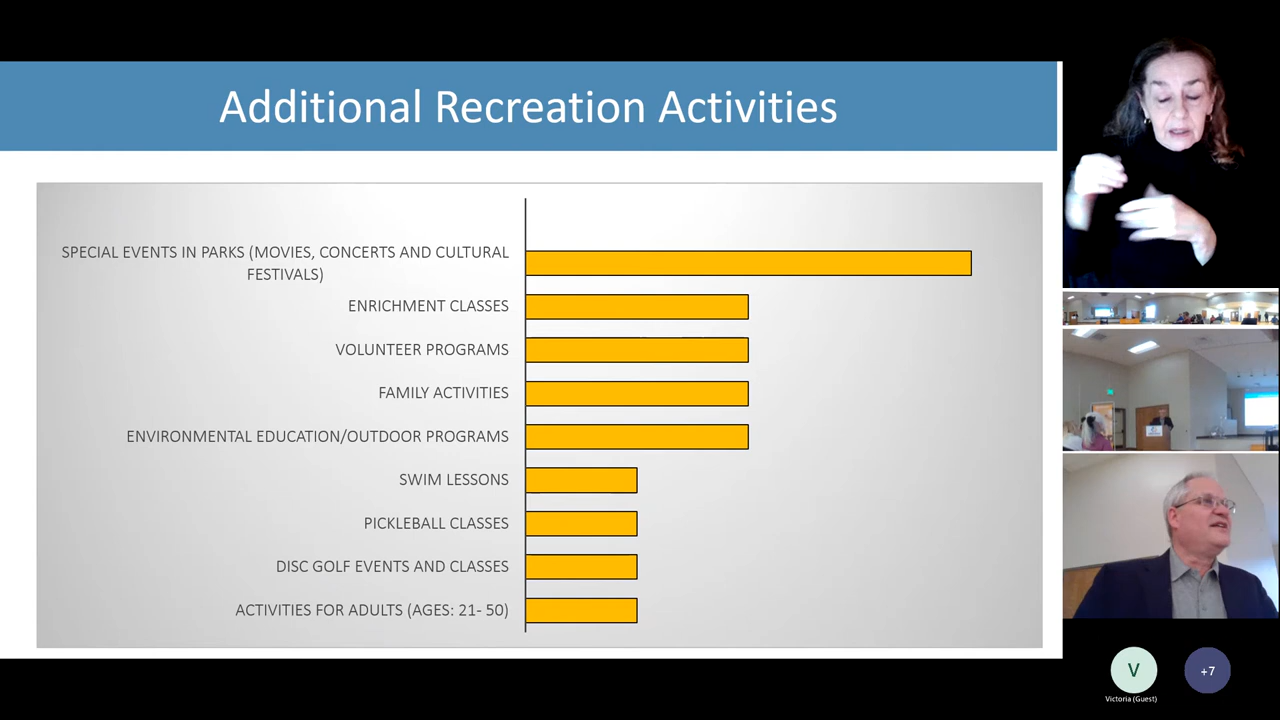 Additional Recreation Activities
SPECIAL EVENTS IN PARKS (MOVIES, CONCERTS AND CULTURAL
FESTIVALS)
ENRICHMENT CLASSES
VOLUNTEER PROGRAMS
FAMILY ACTIVITIES
ENVIRONMENTAL EDUCATION/OUTDOOR PROGRAMS
SWIM LESSONS
PICKLEBALL CLASSES
DISC GOLF EVENTS AND CLASSES
ACTIVITIES FOR ADULTS (AGES: 21- 50)
V
+7
Victoria (Guest)